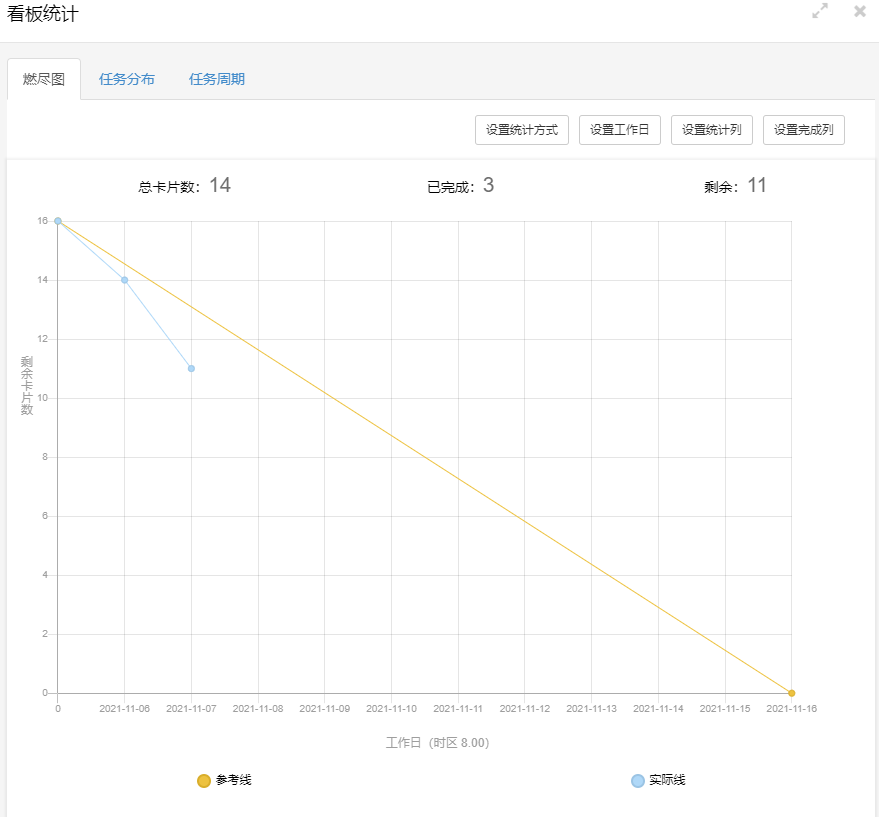 看板统计
燃尽图 任务分布 任务周期
设置统计方式 设置工作日 设置统计列 设置完成列
总卡片数：14 已完成：3 剩余：11
16
14
12
10
8
6
4
2
0
剩余卡片数
0 2021-11-06 2021-11-07 2021-11-08 2021-11-09 2021-11-10 2021-11-11 2021-11-12 2021-11-13 2021-11-14 2021-11-15 2021-11-16
工作日（时区 8.00）
参考线 实际线